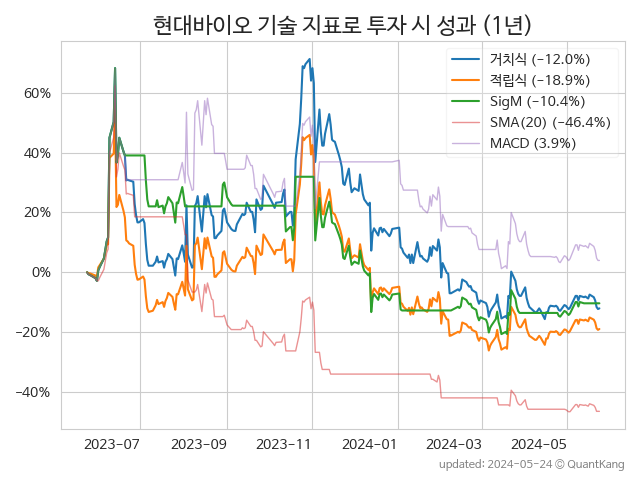 현대바이오 기술 지표로 투자 시 성과 (1년)
거치식 (−12.0%)
적립식 (−18.9%)
SigM (−10.4%)
SMA(20) (−46.4%)
MACD (3.9%)
60%
40%
20%
0%
−20%
−40%
2023−07
2023−09
2023−11
2024−01
2024−03
2024−05
updated: 2024−05−24 © QuantKang